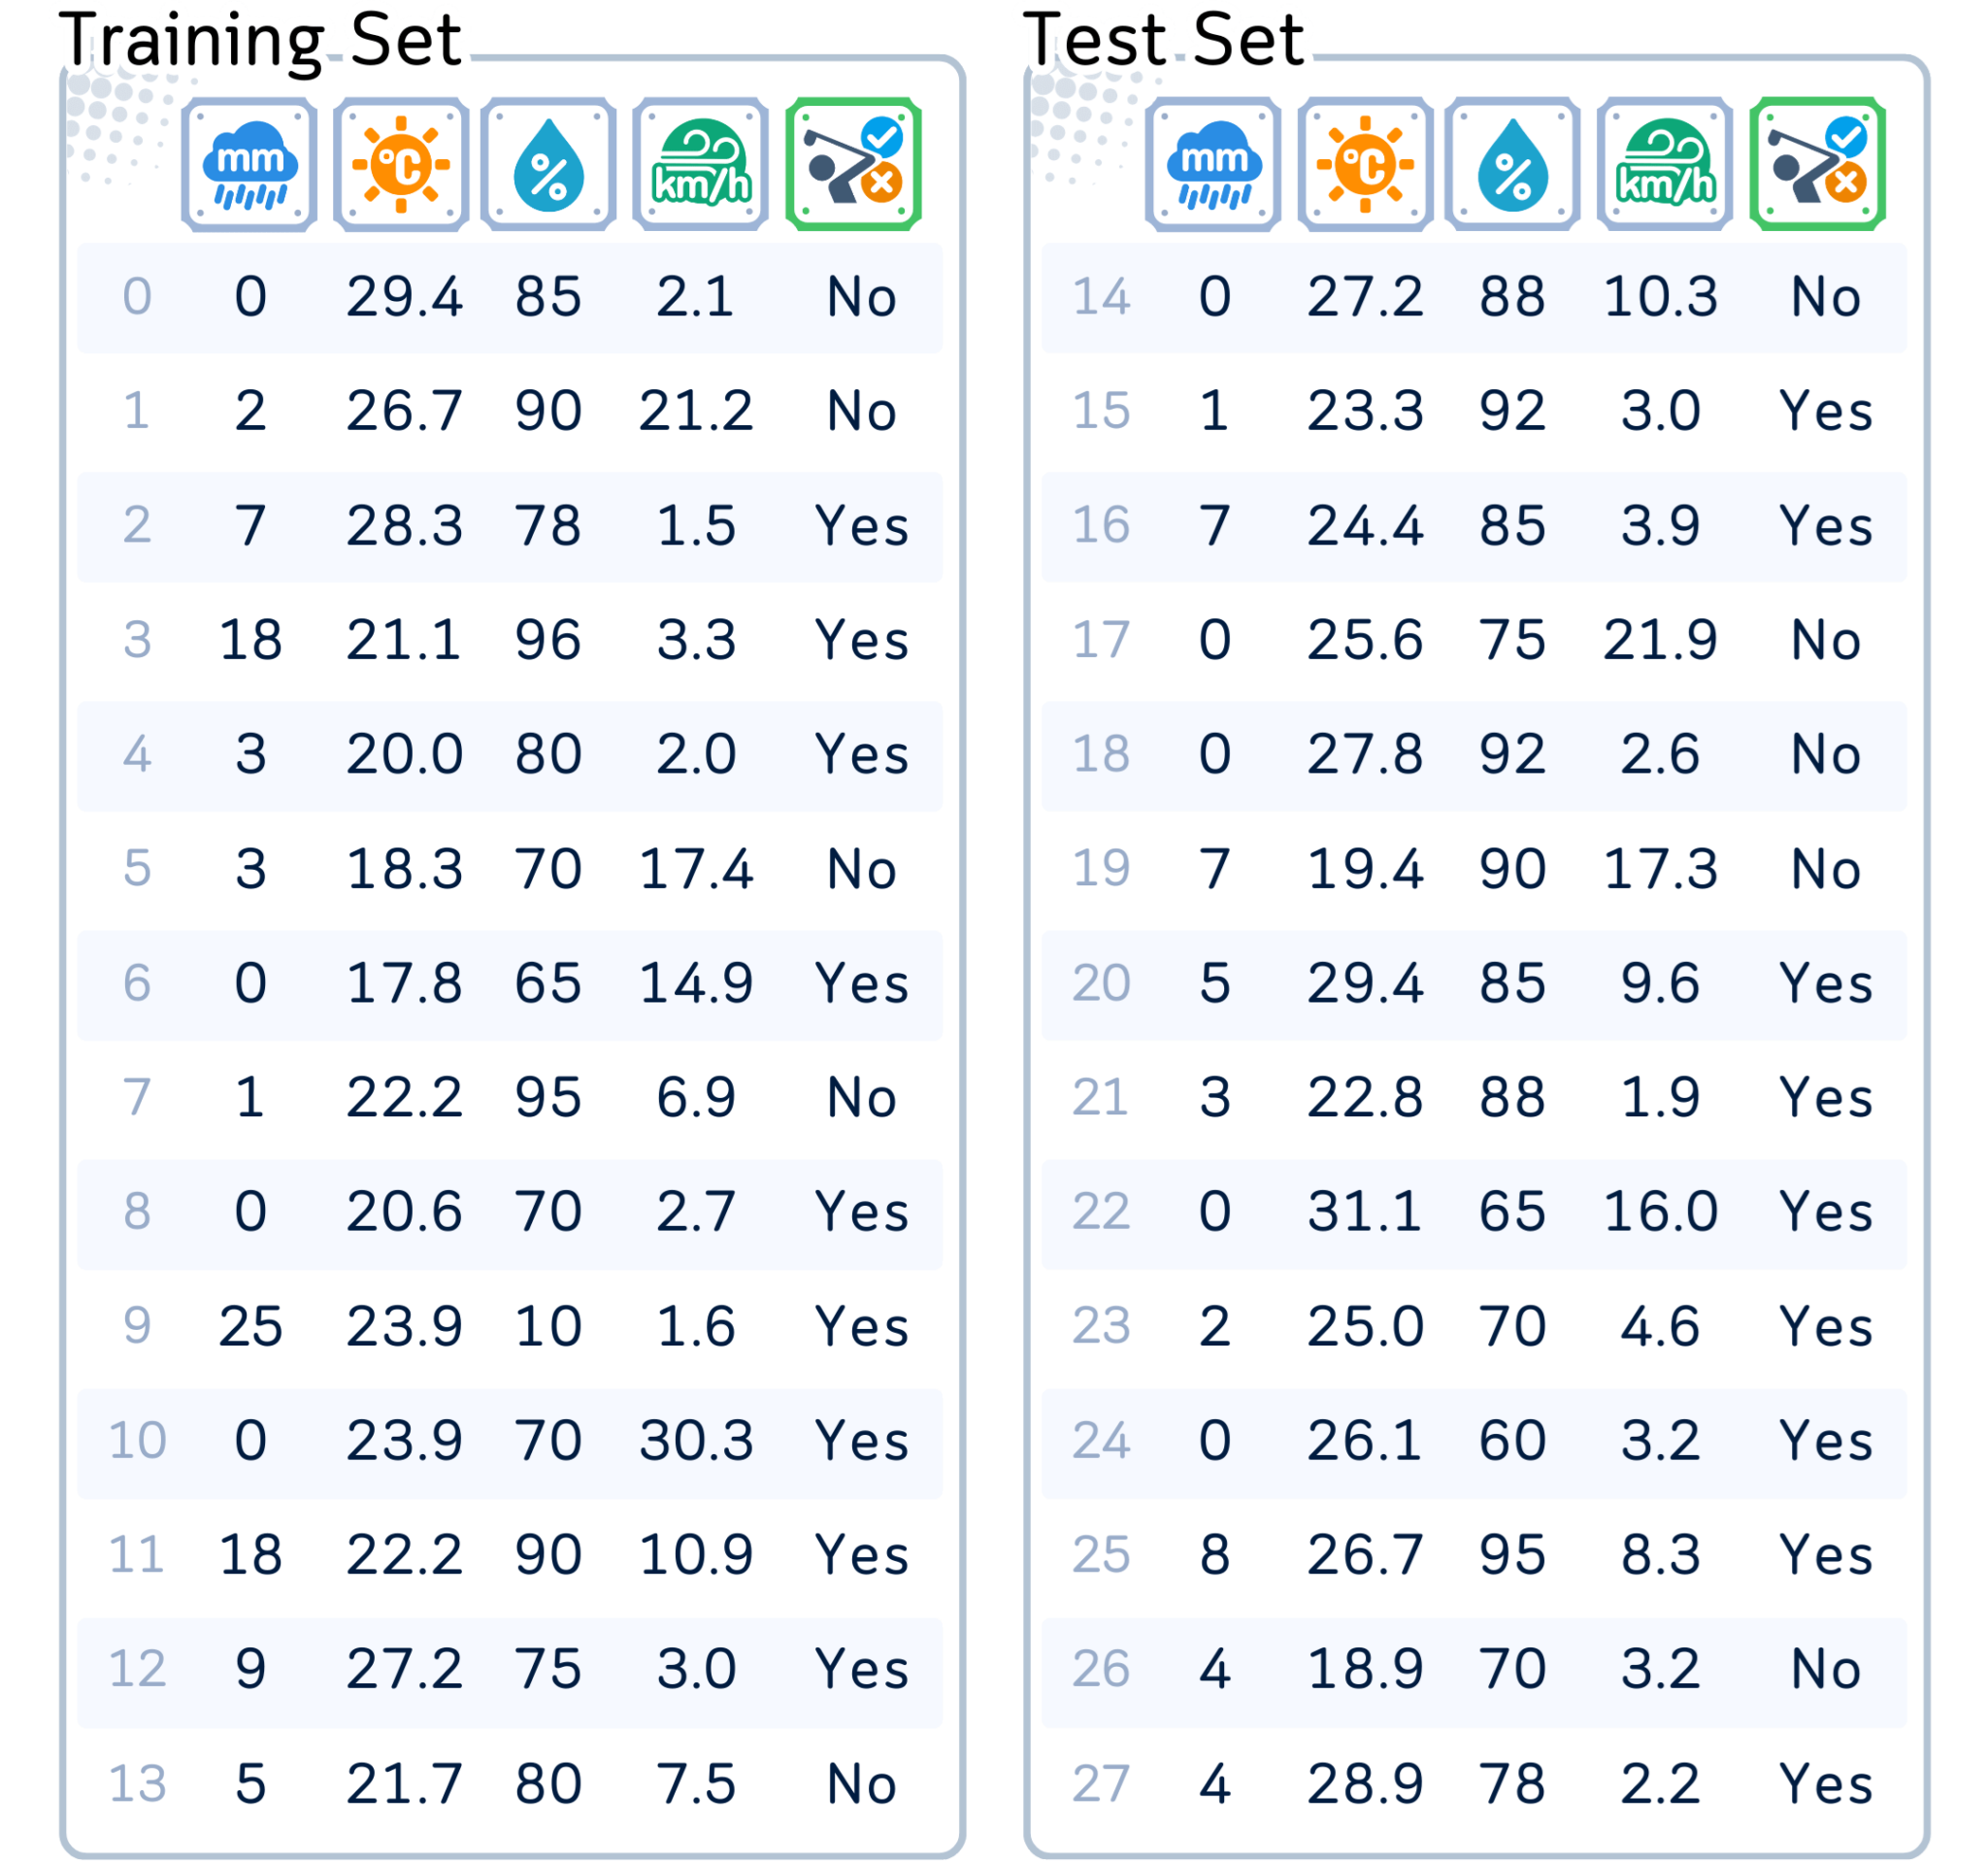 Training Set
mm °C % km/h
0 0 29.4 85 2.1 No
1 2 26.7 90 21.2 No
2 7 28.3 78 1.5 Yes
3 18 21.1 96 3.3 Yes
4 3 20.0 80 2.0 Yes
5 3 18.3 70 17.4 No
6 0 17.8 65 14.9 Yes
7 1 22.2 95 6.9 No
8 0 20.6 70 2.7 Yes
9 25 23.9 10 1.6 Yes
10 0 23.9 70 30.3 Yes
11 18 22.2 90 10.9 Yes
12 9 27.2 75 3.0 Yes
13 5 21.7 80 7.5 No
Test Set
mm °C % km/h
14 0 27.2 88 10.3 No
15 1 23.3 92 3.0 Yes
16 7 24.4 85 3.9 Yes
17 0 25.6 75 21.9 No
18 0 27.8 92 2.6 No
19 7 19.4 90 17.3 No
20 5 29.4 85 9.6 Yes
21 3 22.8 88 1.9 Yes
22 0 31.1 65 16.0 Yes
23 2 25.0 70 4.6 Yes
24 0 26.1 60 3.2 Yes
25 8 26.7 95 8.3 Yes
26 4 18.9 70 3.2 No
27 4 28.9 78 2.2 Yes